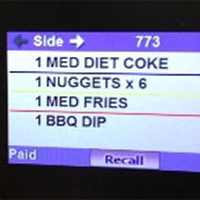 Side 773
1 MED DIET COKE
1 NUGGETS x 6
1 MED FRIES
1 BBQ DIP
Paid Recall